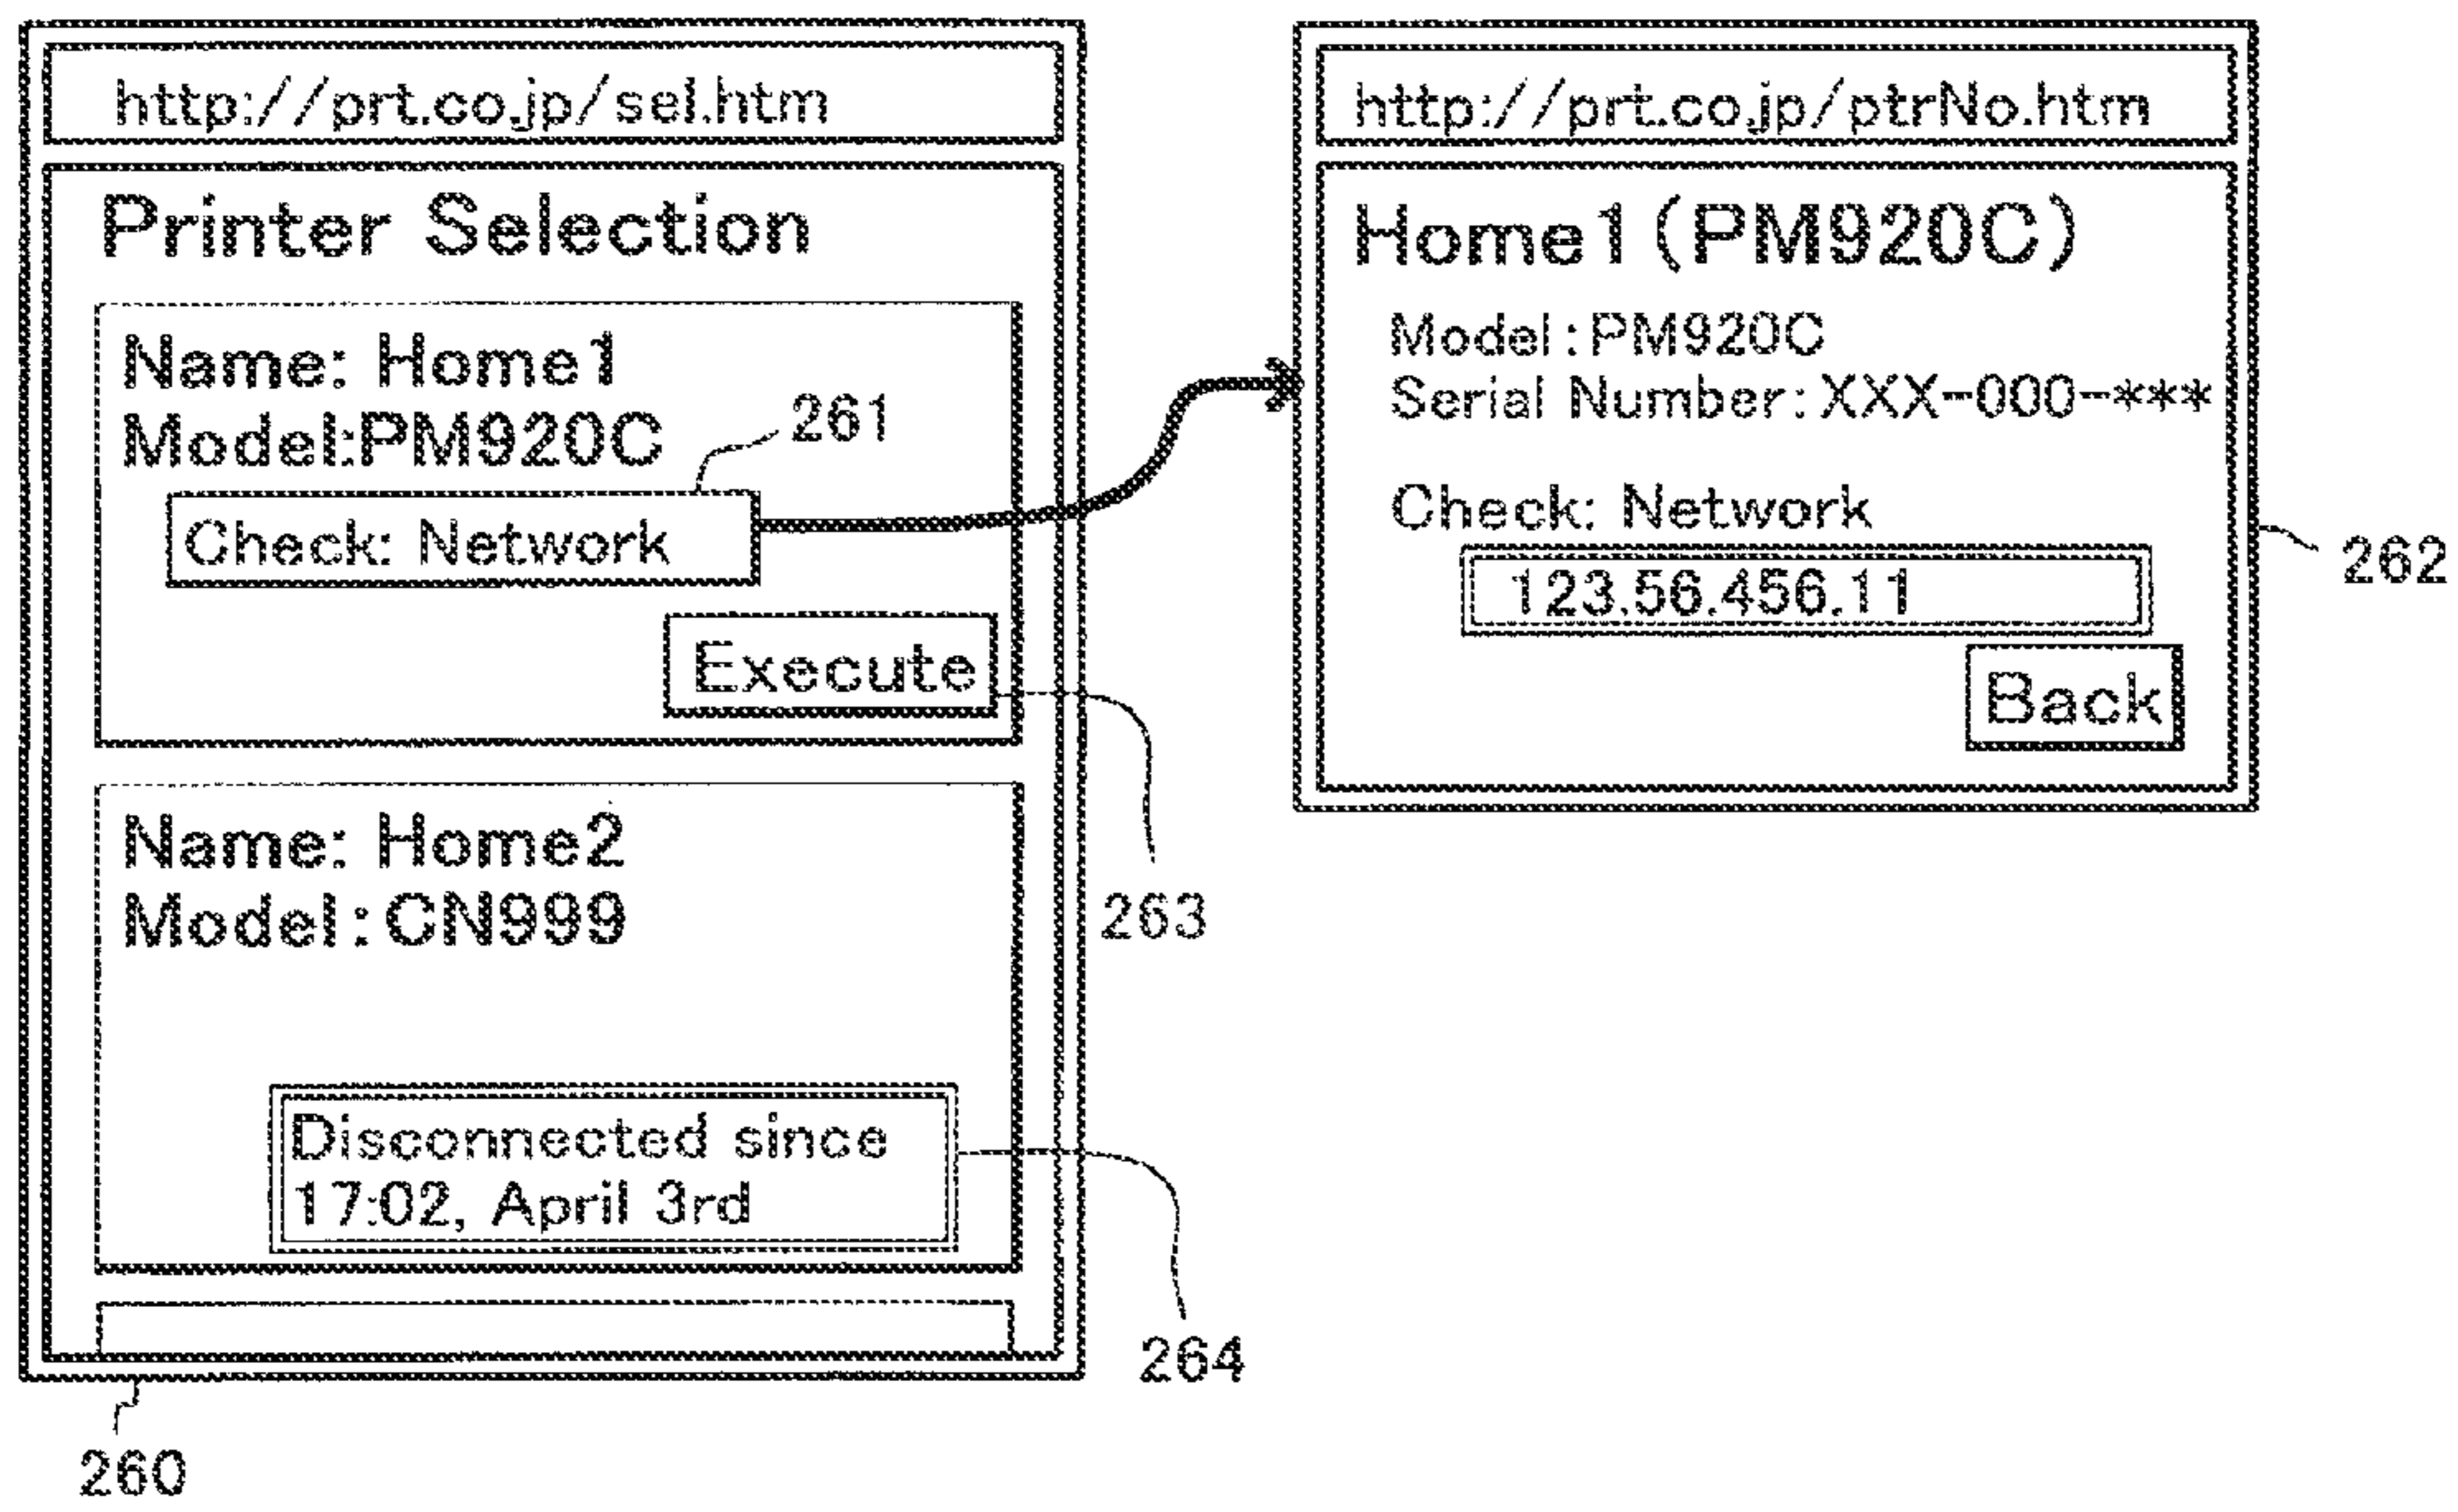 http://prt.co.jp/sel.htm
Printer Selection
Name: Home1
Model:PM920C
261
Check: Network
Execute
263
Name: Home2
Model:CN999
Disconnected since
17:02, April 3rd
264
260
http://prt.co.jp/ptrNo.htm
Home1(PM920C)
Model:PM920C
Serial Number:XXX-000-***
Check: Network
123.56.456.11
262
Back